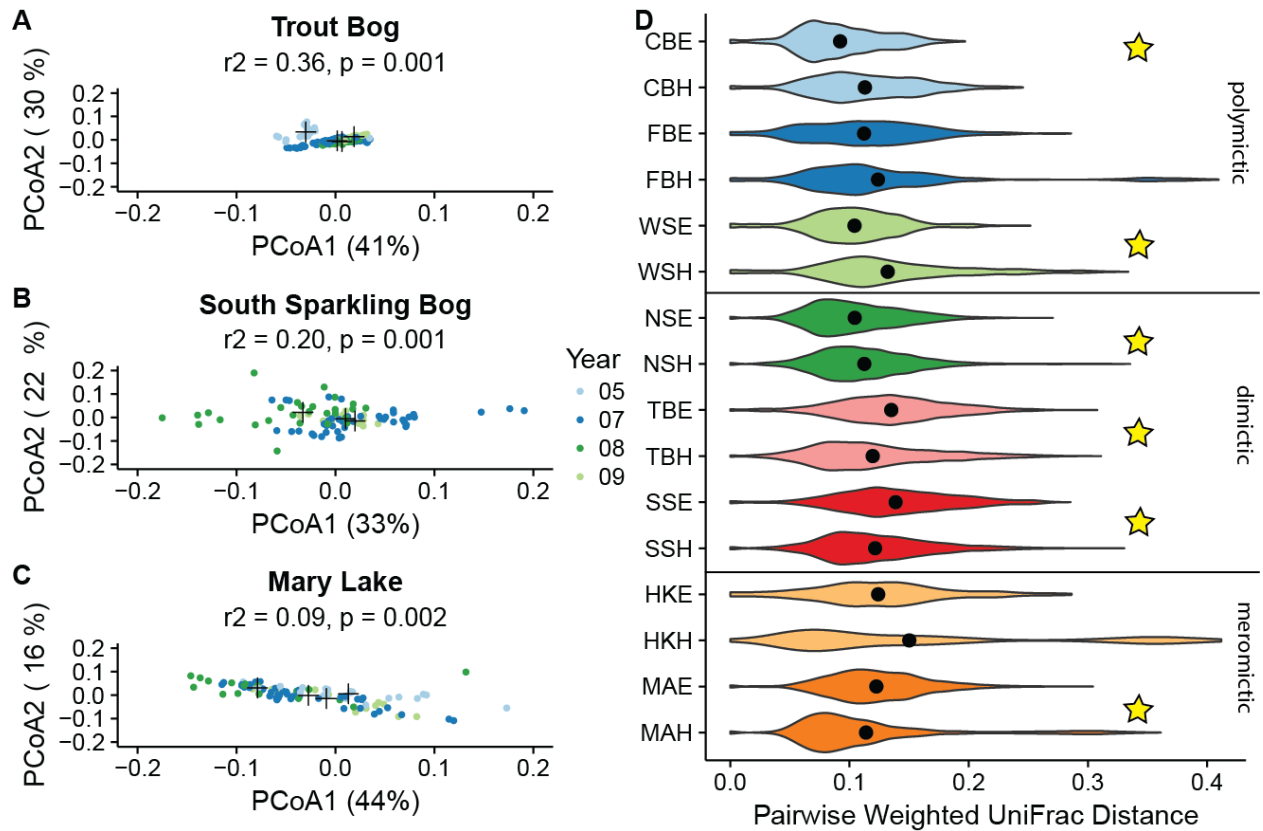 A
Trout Bog
r2 = 0.36, p = 0.001
PCoA2 ( 30 %)
0.2
0.1
0.0
−0.1
−0.2
−0.2 −0.1 0.0 0.1 0.2
PCoA1 (41%)
B
South Sparkling Bog
r2 = 0.20, p = 0.001
PCoA2 ( 22 %)
0.2
0.1
0.0
−0.1
−0.2
−0.2 −0.1 0.0 0.1 0.2
PCoA1 (33%)
Year
05
07
08
09
C
Mary Lake
r2 = 0.09, p = 0.002
PCoA2 ( 16 %)
0.2
0.1
0.0
−0.1
−0.2
−0.2 −0.1 0.0 0.1 0.2
PCoA1 (44%)
D
CBE
CBH
FBE
FBH
WSE
WSH
polymictic
NSE
NSH
TBE
TBH
SSE
SSH
dimictic
HKE
HKH
MAE
MAH
meromictic
0.0 0.1 0.2 0.3 0.4
Pairwise Weighted UniFrac Distance